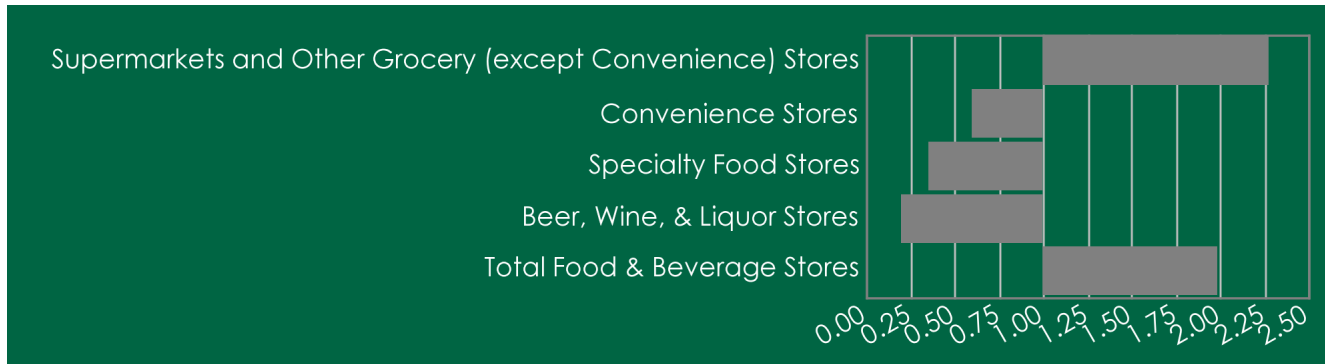 Supermarkets and Other Grocery (except Convenience) Stores
Convenience Stores
Specialty Food Stores
Beer, Wine, & Liquor Stores
Total Food & Beverage Stores
0.00 0.25 0.50 0.75 1.00 1.25 1.50 1.75 2.00 2.25 2.50